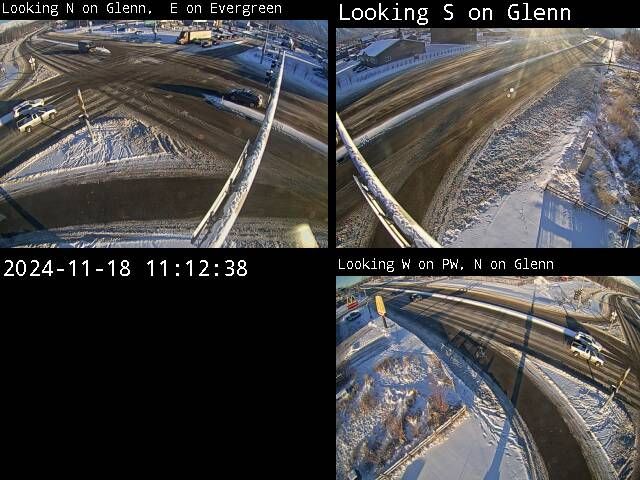 Looking N on Glenn,  E on Evergreen
Looking S on Glenn
2024-11-18 11:12:38
Looking W on PW, N on Glenn